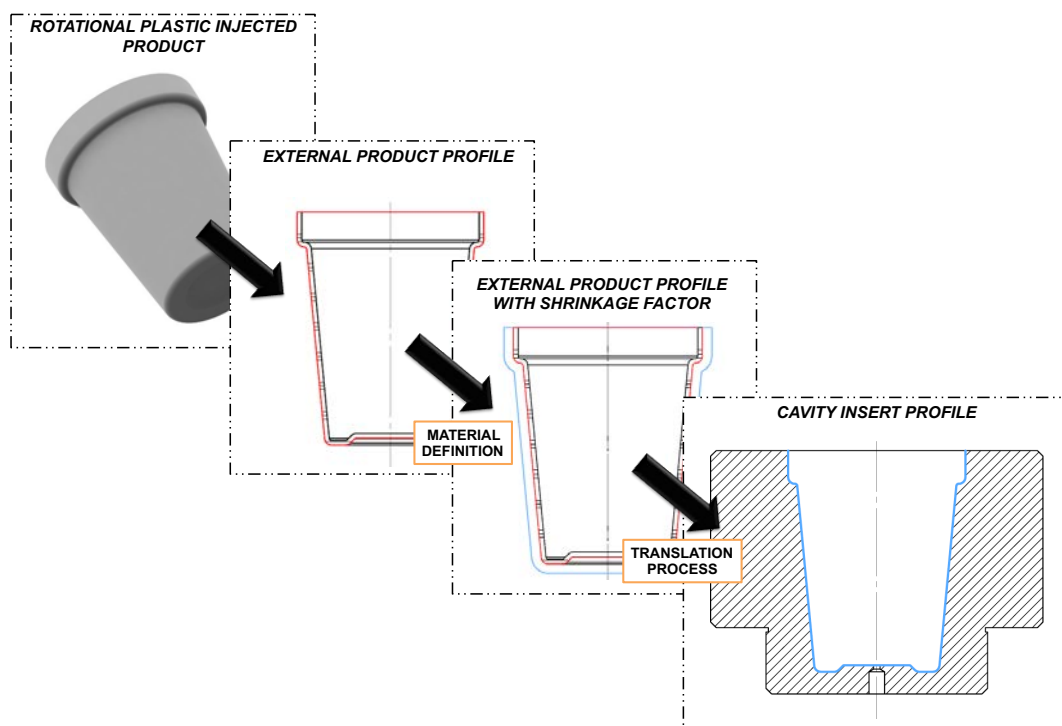 ROTATIONAL PLASTIC INJECTED
PRODUCT
EXTERNAL PRODUCT PROFILE
EXTERNAL PRODUCT PROFILE
WITH SHRINKAGE FACTOR
CAVITY INSERT PROFILE
MATERIAL
DEFINITION
TRANSLATION
PROCESS